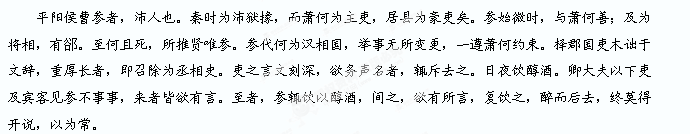 平阳侯曹参者，沛人也。秦时为沛狱掾，而萧何为主吏，居县为豪吏矣。参始微时，与萧何善；及为
将相，有郤。至何且死，所推贤唯参。参代何为汉相国，举事无所变更，一遵萧何约束。择郡国吏木诎于
文辞，重厚长者，即召除为丞相史。吏之言文刻深，欲务声名者，辄斥去之。日夜饮醇酒。卿大夫以下吏
及宾客见参不事事，来者皆欲有言。至者，参辄饮以醇酒，间之，欲有所言，复饮之，醉而后去，终莫得
开说，以为常。